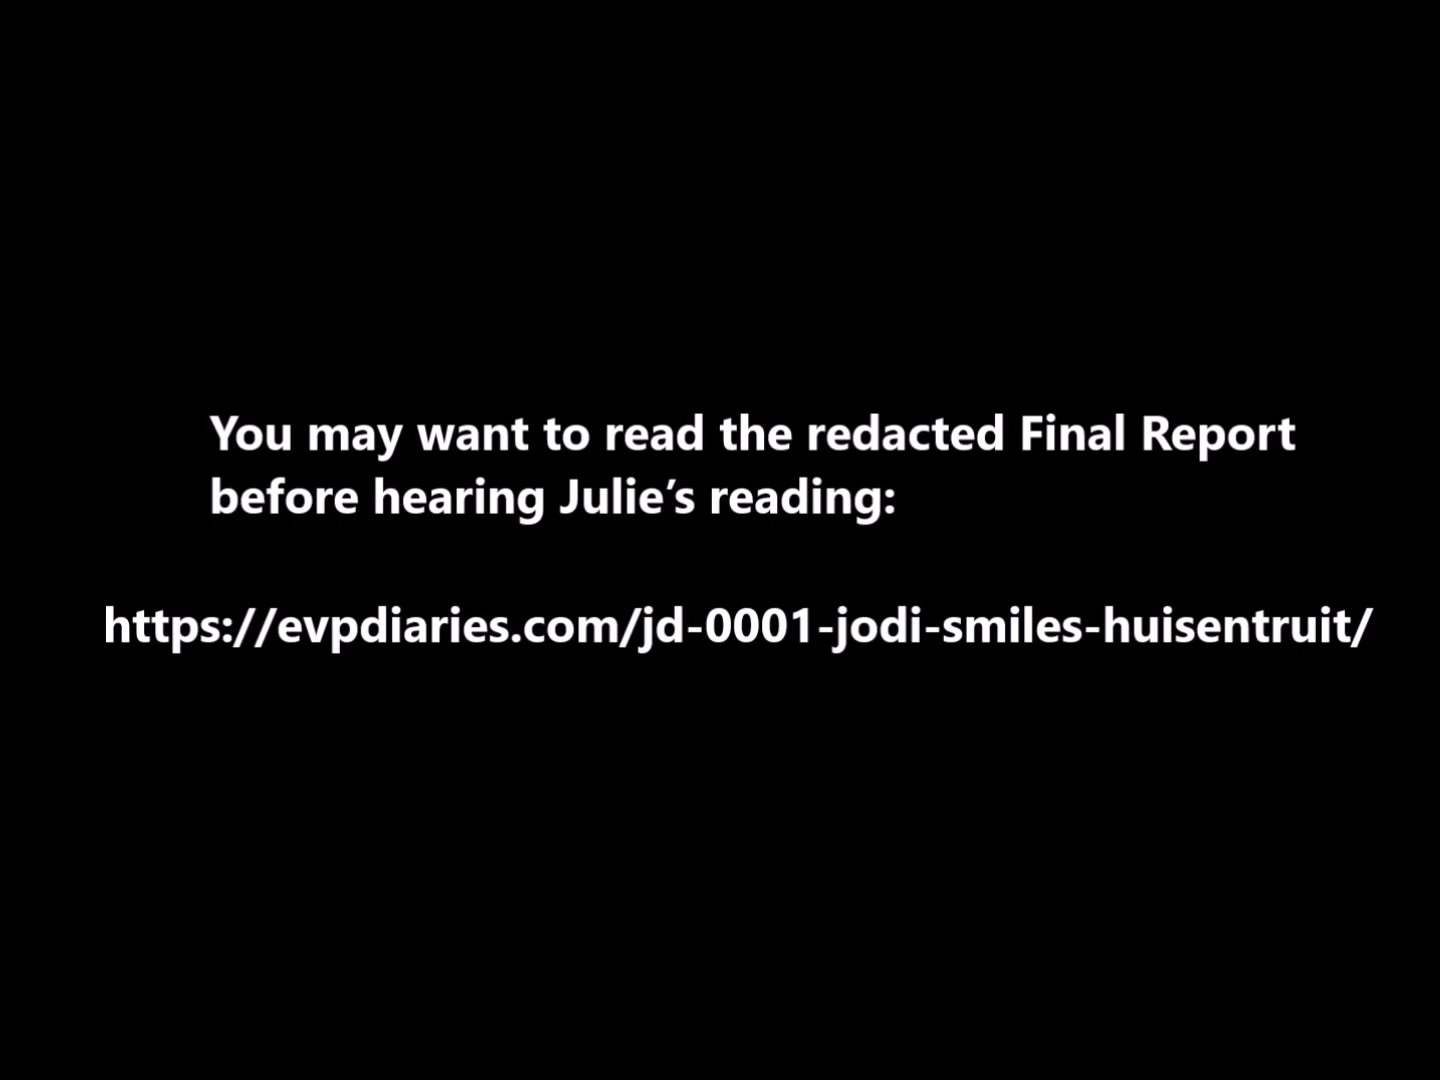 You may want to read the redacted Final Report
before hearing Julie’s reading:
https://evpdiaries.com/jd-0001-jodi-smiles-huisentruit/